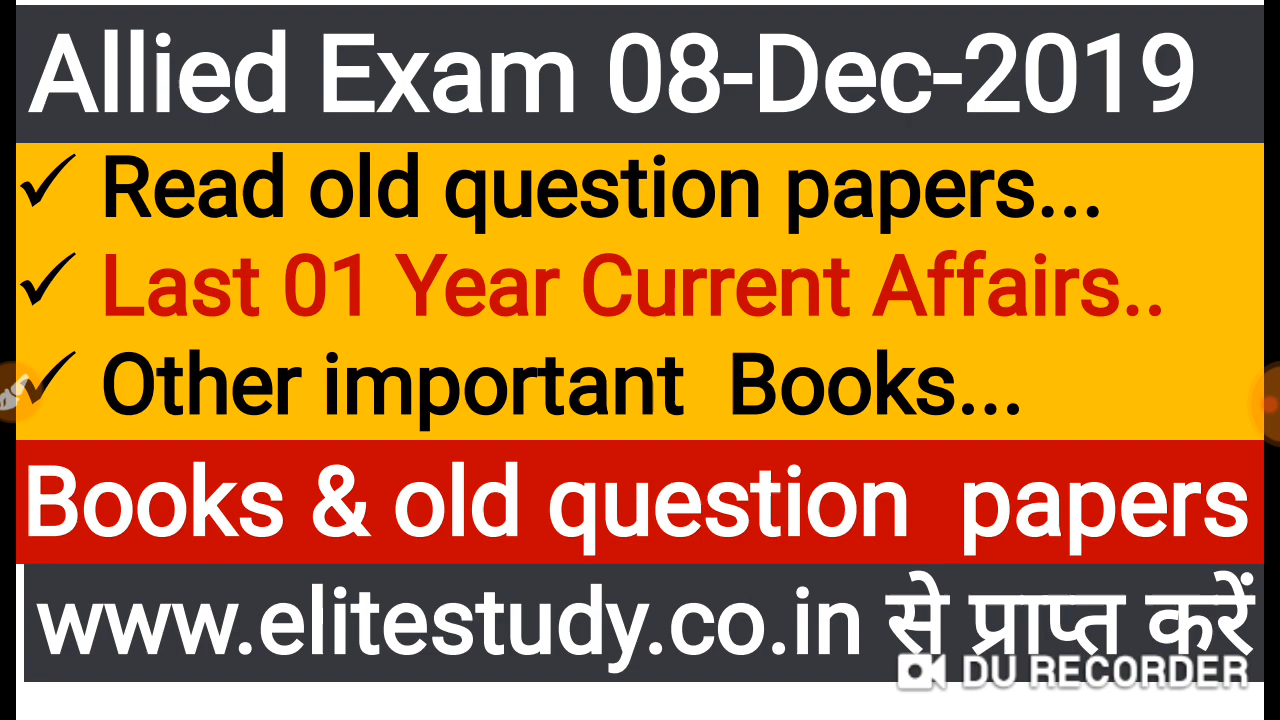 Allied Exam 08-Dec-2019
✓ Read old question papers...
✓ Last 01 Year Current Affairs..
✓ Other important Books...
Books & old question papers
www.elitestudy.co.in से प्राप्त करें
DU RECORDER